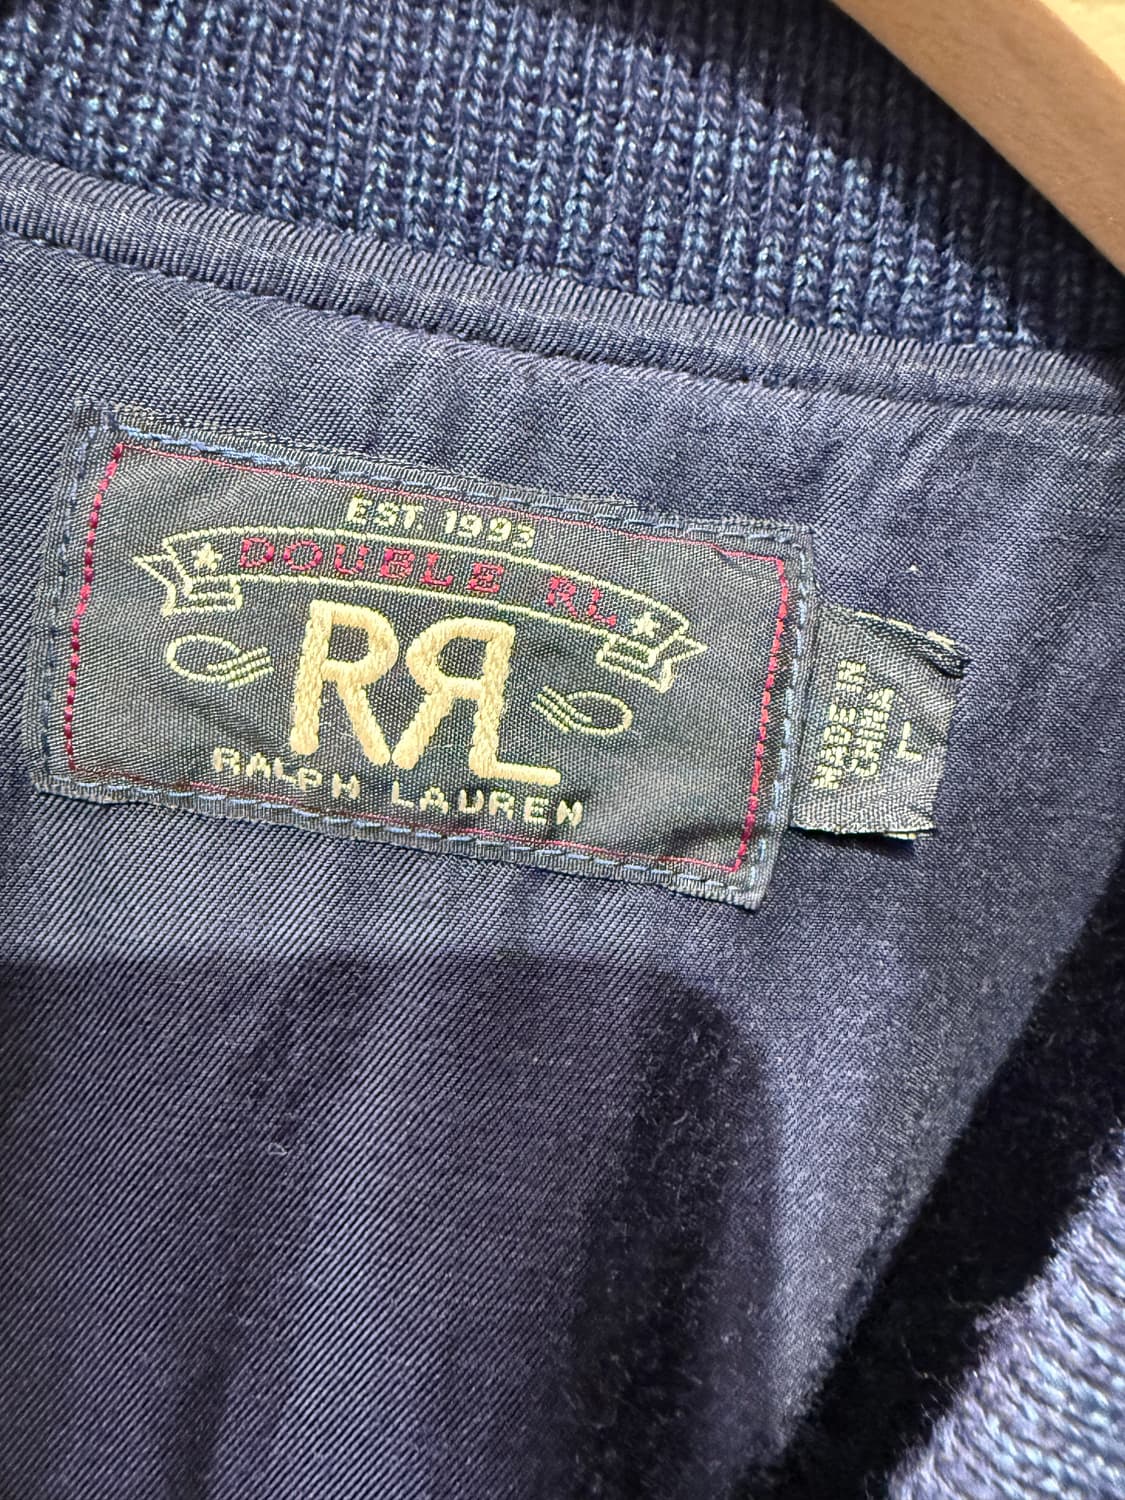 EST. 1993
DOUBLE RL
RRL
RALPH LAUREN
MADE IN
CHINA
L